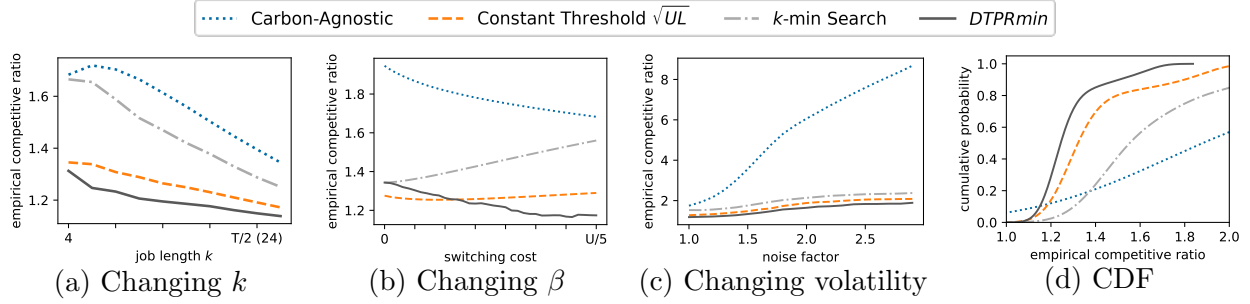 Carbon-Agnostic Constant Threshold √UL k-min Search DTPRmin
empirical competitive ratio
1.6
1.4
1.2
4
T/2 (24)
job length k
(a) Changing k
empirical competitive ratio
1.8
1.6
1.4
1.2
0
U/5
switching cost
(b) Changing β
empirical competitive ratio
8
6
4
2
1.0 1.5 2.0 2.5
noise factor
(c) Changing volatility
cumulative probability
1.0
0.8
0.6
0.4
0.2
0.0
1.0 1.2 1.4 1.6 1.8 2.0
empirical competitive ratio
(d) CDF